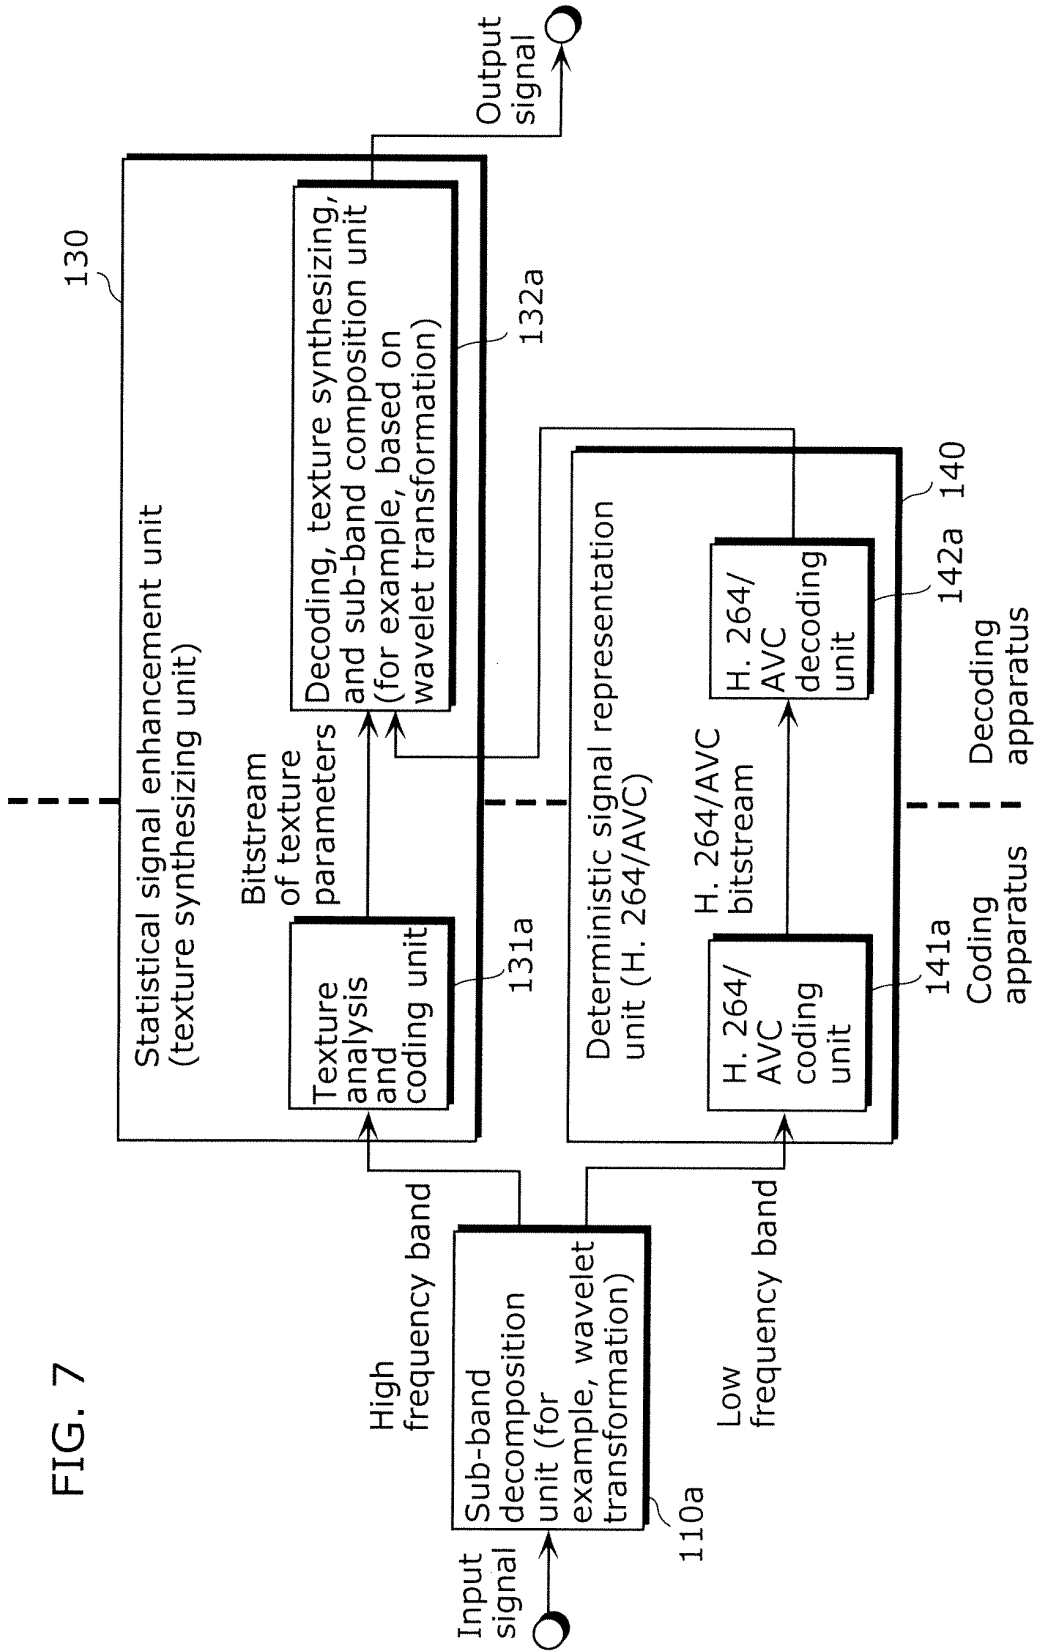 FIG. 7
Input
signal
Sub-band
decomposition
unit (for
example, wavelet
transformation)
110a
High
frequency band
Low
frequency band
Statistical signal enhancement unit
(texture synthesizing unit)
130
Texture
analysis
and
coding unit
131a
Bitstream
of texture
parameters
Decoding, texture synthesizing,
and sub-band composition unit
(for example, based on
wavelet transformation)
132a
Output
signal
Deterministic signal representation
unit (H. 264/AVC)
140
H. 264/
AVC
coding
unit
141a
H. 264/AVC
bitstream
H. 264/
AVC
decoding
unit
142a
Coding
apparatus
Decoding
apparatus